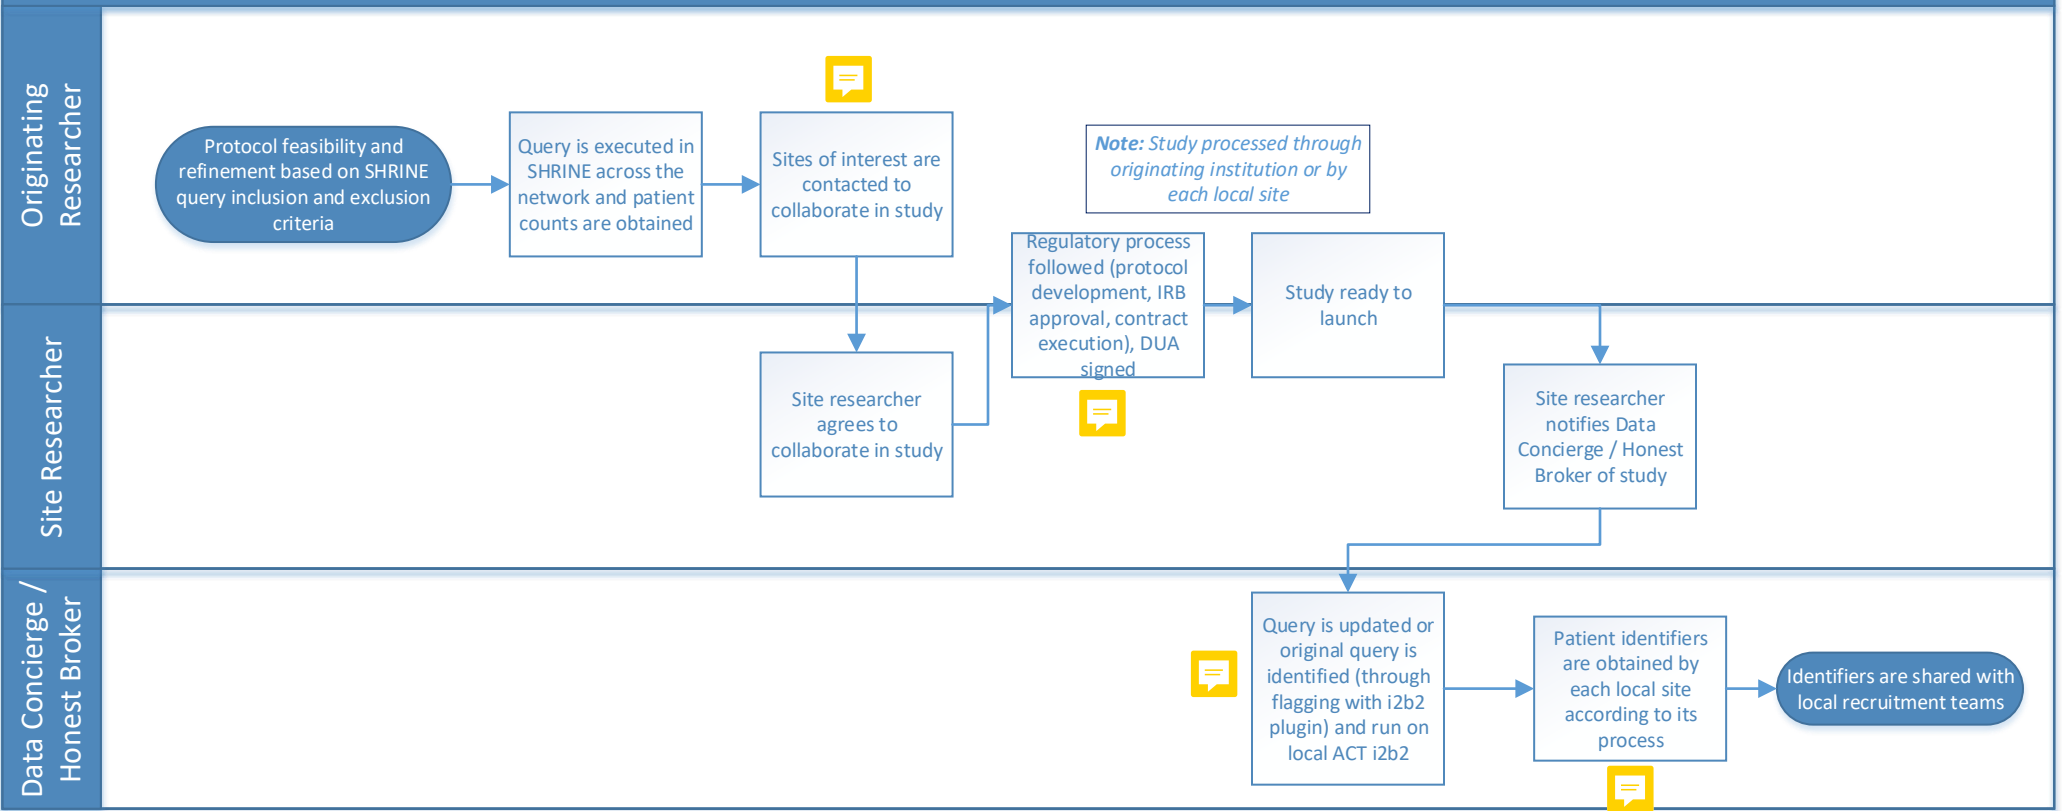 Originating
Researcher
Protocol feasibility and
refinement based on SHRINE
query inclusion and exclusion
criteria
Query is executed in
SHRINE across the
network and patient
counts are obtained
Sites of interest are
contacted to
collaborate in study
Note: Study processed through
originating institution or by
each local site
Regulatory process
followed (protocol
development, IRB
approval, contract
execution), DUA
signed
Study ready to
launch
Site Researcher
Site researcher
agrees to
collaborate in study
Site researcher
notifies Data
Concierge / Honest
Broker of study
Data Concierge /
Honest Broker
Query is updated or
original query is
identified (through
flagging with i2b2
plugin) and run on
local ACT i2b2
Patient identifiers
are obtained by
each local site
according to its
process
Identifiers are shared with
local recruitment teams